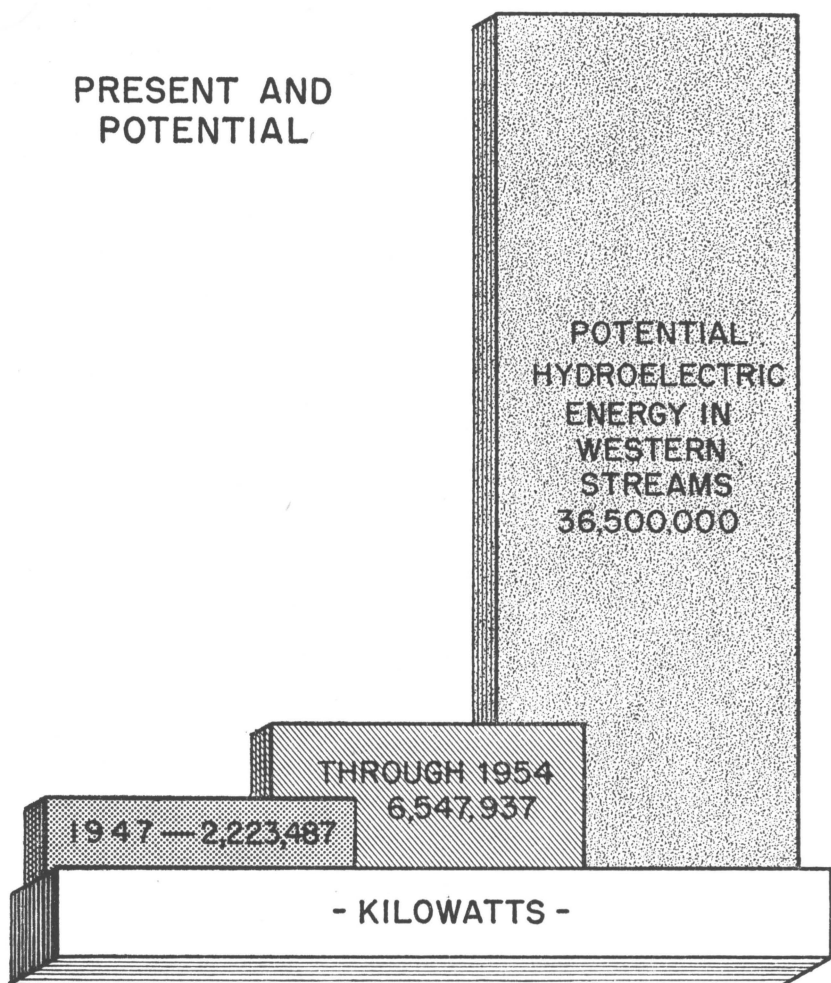 PRESENT AND
POTENTIAL
POTENTIAL
HYDROELECTRIC
ENERGY IN
WESTERN
STREAMS
36,500,000
THROUGH 1954
6,547,937
1947—2,223,487
- KILOWATTS -